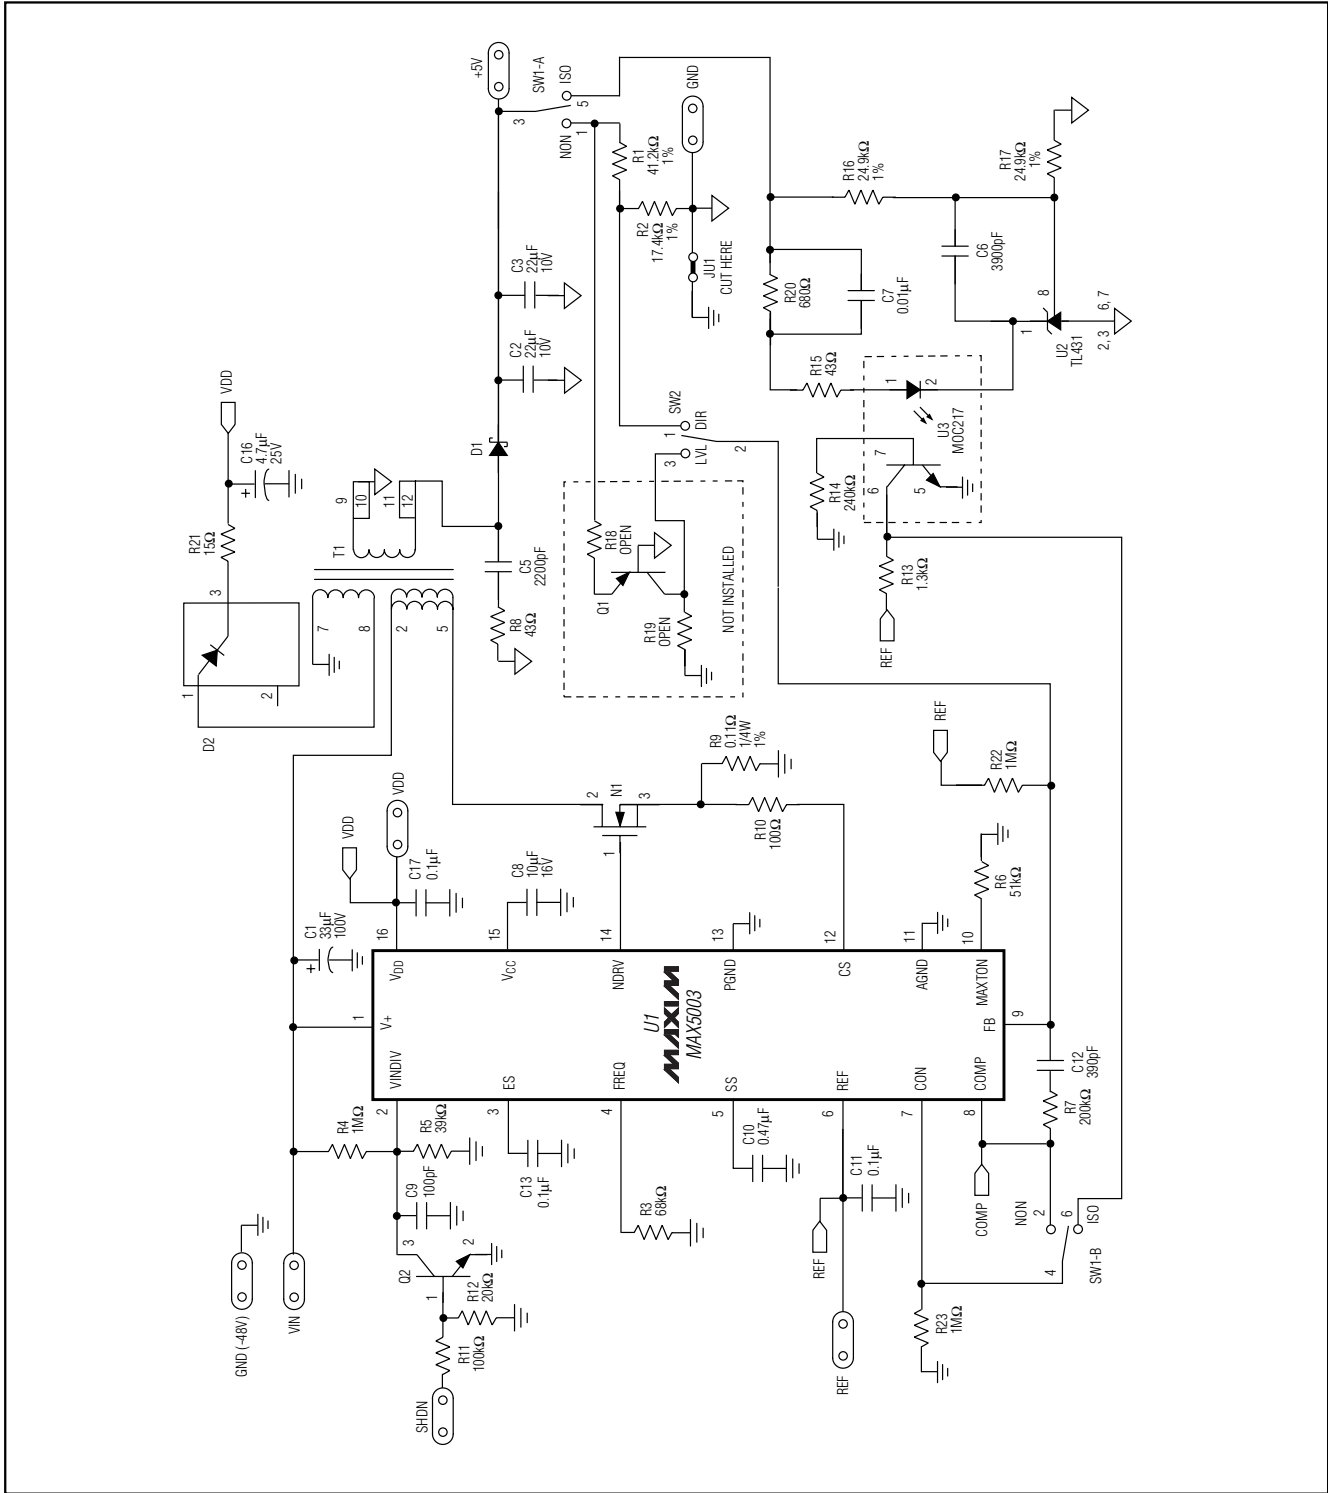 +5V
SW1-A
ISO
5
3
NON
1
GND
R1
41.2kΩ
1%
R2
17.4kΩ
1%
JU1
CUT HERE
R16
24.9kΩ
1%
R17
24.9kΩ
1%
C6
3900pF
R20
680Ω
C7
0.01µF
8
1
U2
TL431
2, 3
6, 7
R15
43Ω
1
2
U3
MOC217
7
6
5
R14
240kΩ
R13
1.3kΩ
REF
C3
22µF
10V
C2
22µF
10V
D1
VDD
C16
4.7µF
25V
R21
15Ω
T1
9
10
11
12
3
7
8
2
5
1
2
D2
C5
2200pF
R8
43Ω
SW2
DIR
1
3
LVL
2
R18
OPEN
Q1
R19
OPEN
NOT INSTALLED
R9
0.11Ω
1/4W
1%
2
N1
3
1
R10
100Ω
REF
R22
1MΩ
R6
51kΩ
VDD
VDD
C17
0.1µF
C8
10µF
16V
C1
33µF
100V
16
15
14
13
12
11
10
VDD
VCC
NDRV
PGND
CS
AGND
MAXTON
1
V+
U1
MAXIM
MAX5003
FB
9
VINDIV
ES
FREQ
SS
REF
CON
COMP
2
3
4
5
6
7
8
R4
1MΩ
R5
39kΩ
C9
100pF
C13
0.1µF
R3
68kΩ
C10
0.47µF
C11
0.1µF
REF
COMP
C12
390pF
R7
200kΩ
NON
2
6
ISO
4
SW1-B
GND (-48V)
VIN
Q2
3
2
1
R12
20kΩ
R11
100kΩ
SHDN
REF
R23
1MΩ